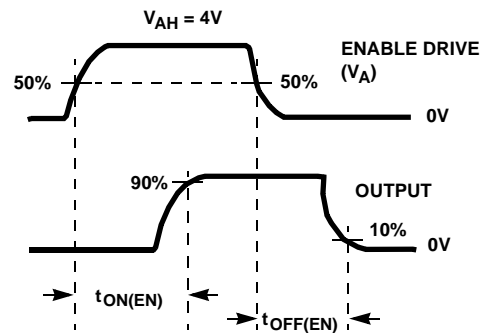 V_AH = 4V
ENABLE DRIVE
(V_A)
50%
50%
0V
90%
OUTPUT
10%
0V
t_ON(EN)
t_OFF(EN)